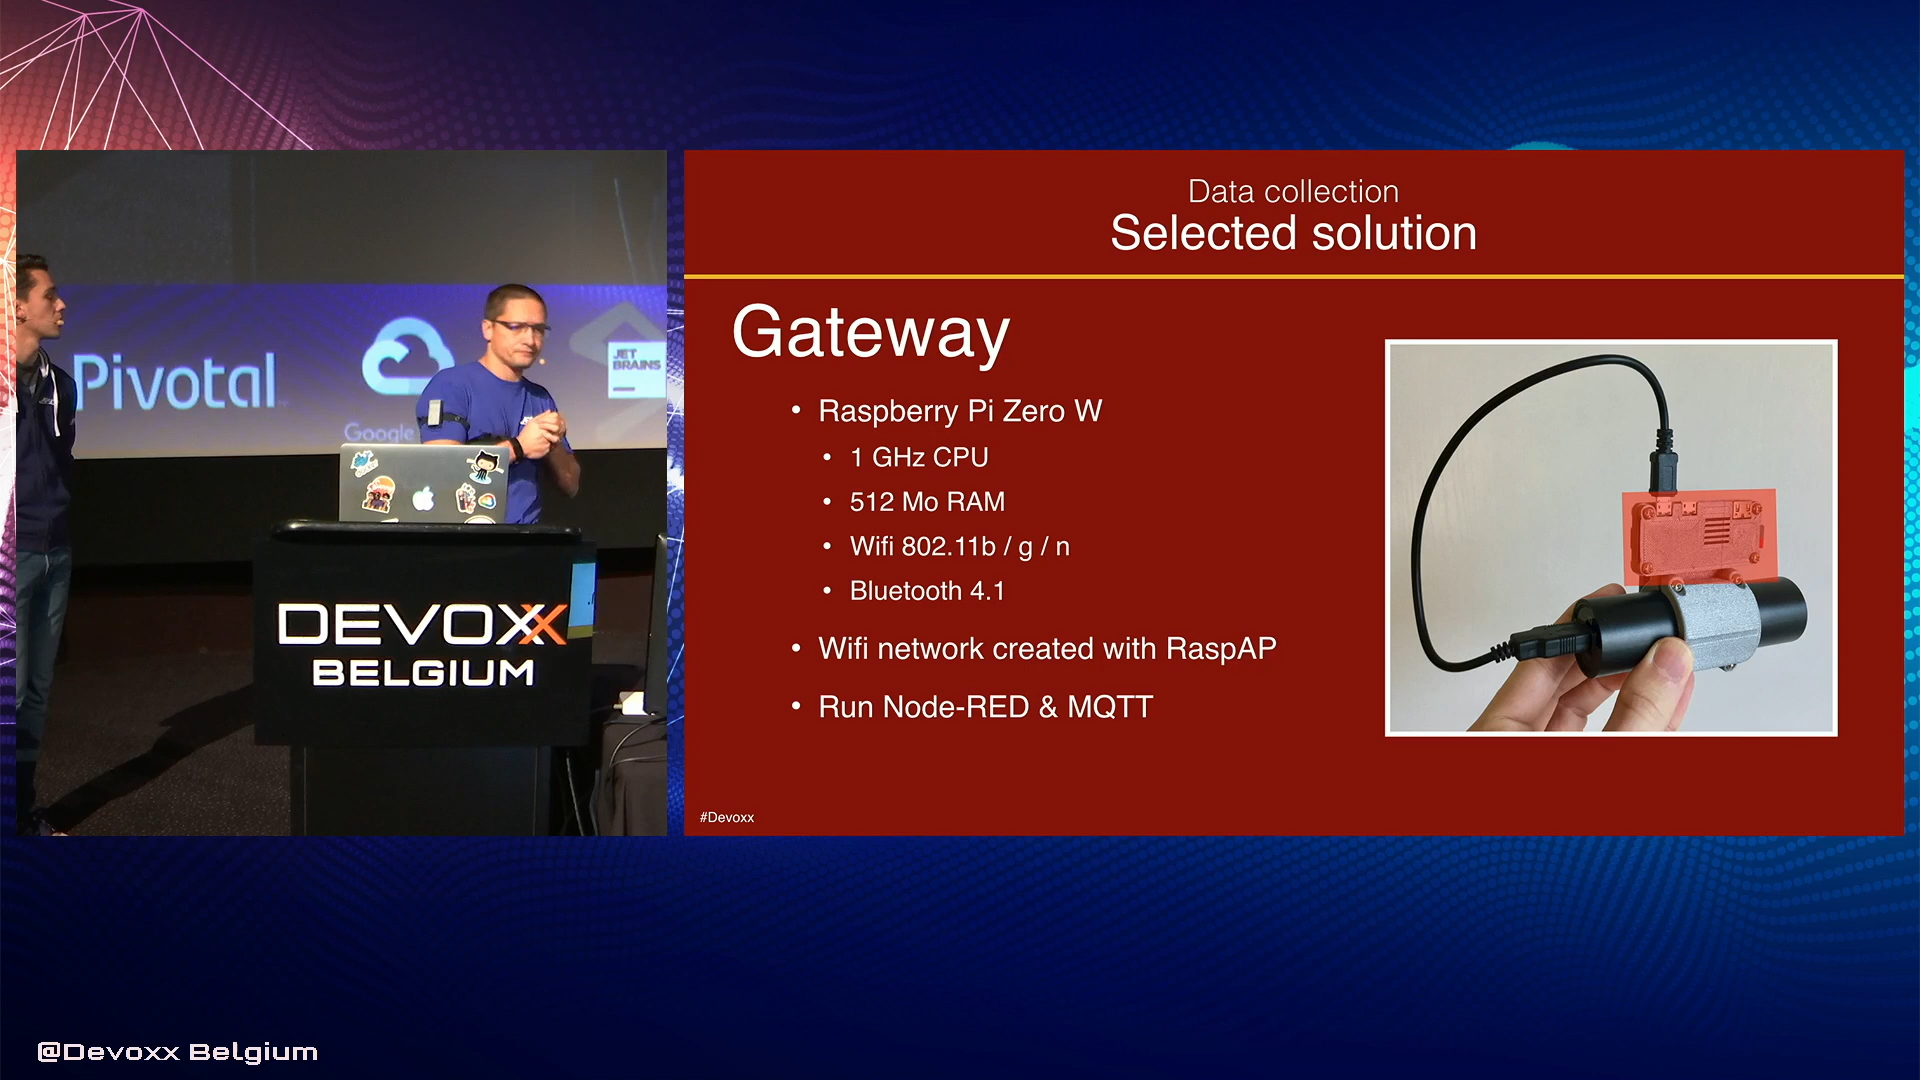 Pivotal
Google
JET
BRAINS
DEVOXX
BELGIUM
Data collection
Selected solution
Gateway
• Raspberry Pi Zero W
• 1 GHz CPU
• 512 Mo RAM
• Wifi 802.11b / g / n
• Bluetooth 4.1
• Wifi network created with RaspAP
• Run Node-RED & MQTT
#Devoxx
@Devoxx Belgium